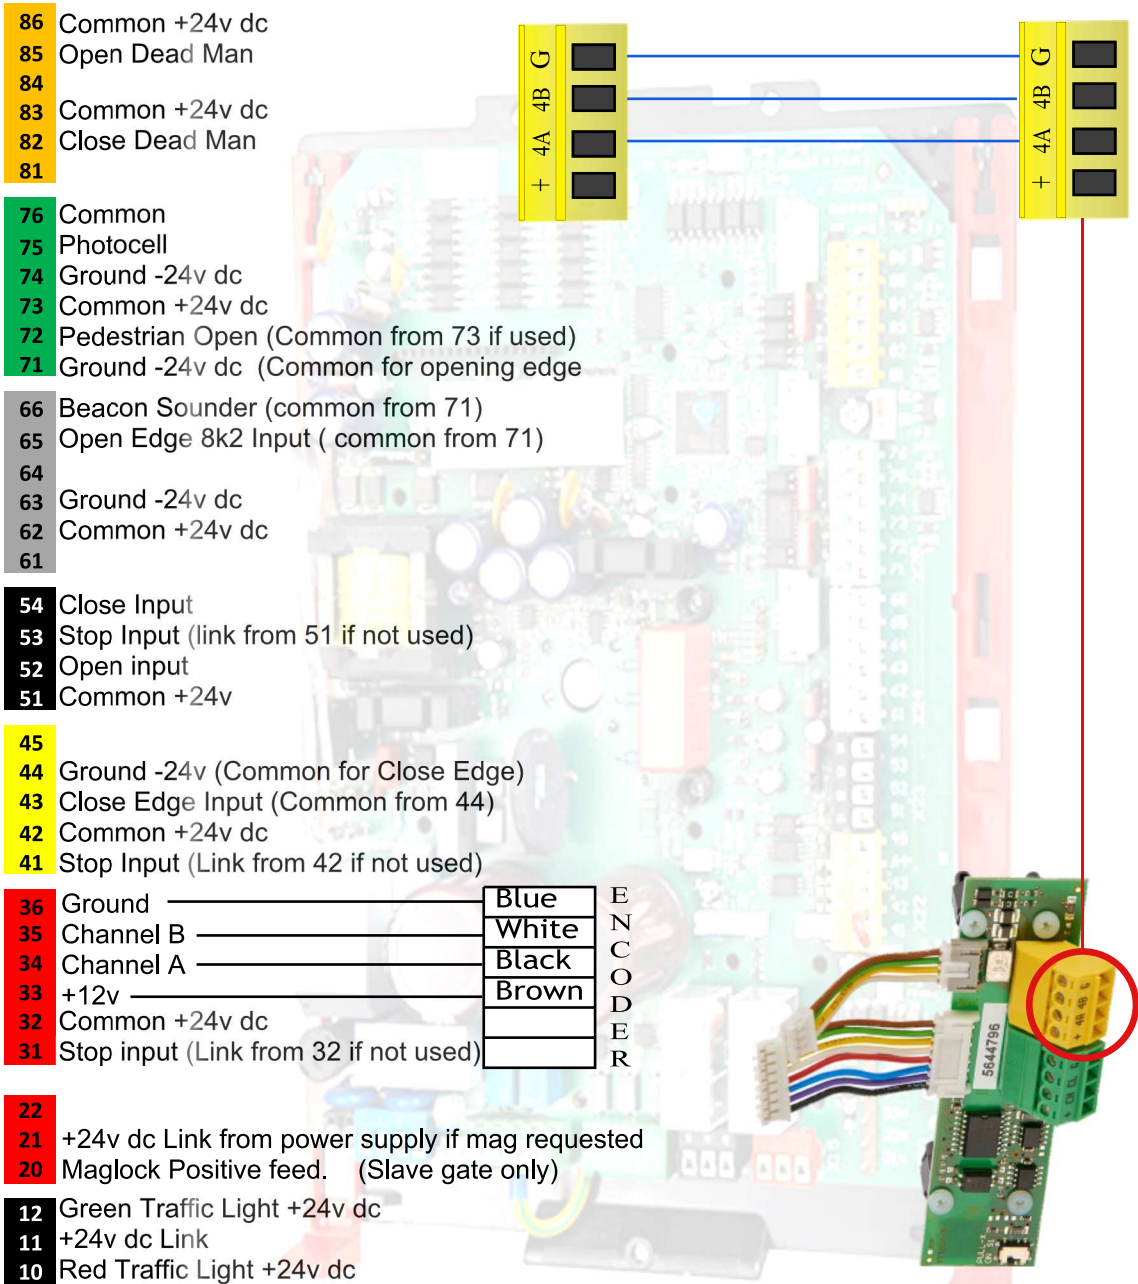 86 Common +24v dc
85 Open Dead Man
84
83 Common +24v dc
82 Close Dead Man
81
G
4B
4A
+
G
4B
4A
+
76 Common
75 Photocell
74 Ground -24v dc
73 Common +24v dc
72 Pedestrian Open (Common from 73 if used)
71 Ground -24v dc (Common for opening edge
66 Beacon Sounder (common from 71)
65 Open Edge 8k2 Input ( common from 71)
64
63 Ground -24v dc
62 Common +24v dc
61
54 Close Input
53 Stop Input (link from 51 if not used)
52 Open input
51 Common +24v
45
44 Ground -24v (Common for Close Edge)
43 Close Edge Input (Common from 44)
42 Common +24v dc
41 Stop Input (Link from 42 if not used)
36 Ground Blue
35 Channel B White
34 Channel A Black
33 +12v Brown
32 Common +24v dc
31 Stop input (Link from 32 if not used)
ENCODER
22
21 +24v dc Link from power supply if mag requested
20 Maglock Positive feed. (Slave gate only)
12 Green Traffic Light +24v dc
11 +24v dc Link
10 Red Traffic Light +24v dc
+ 4A 4B G
5644796
PULL-X
ON S1